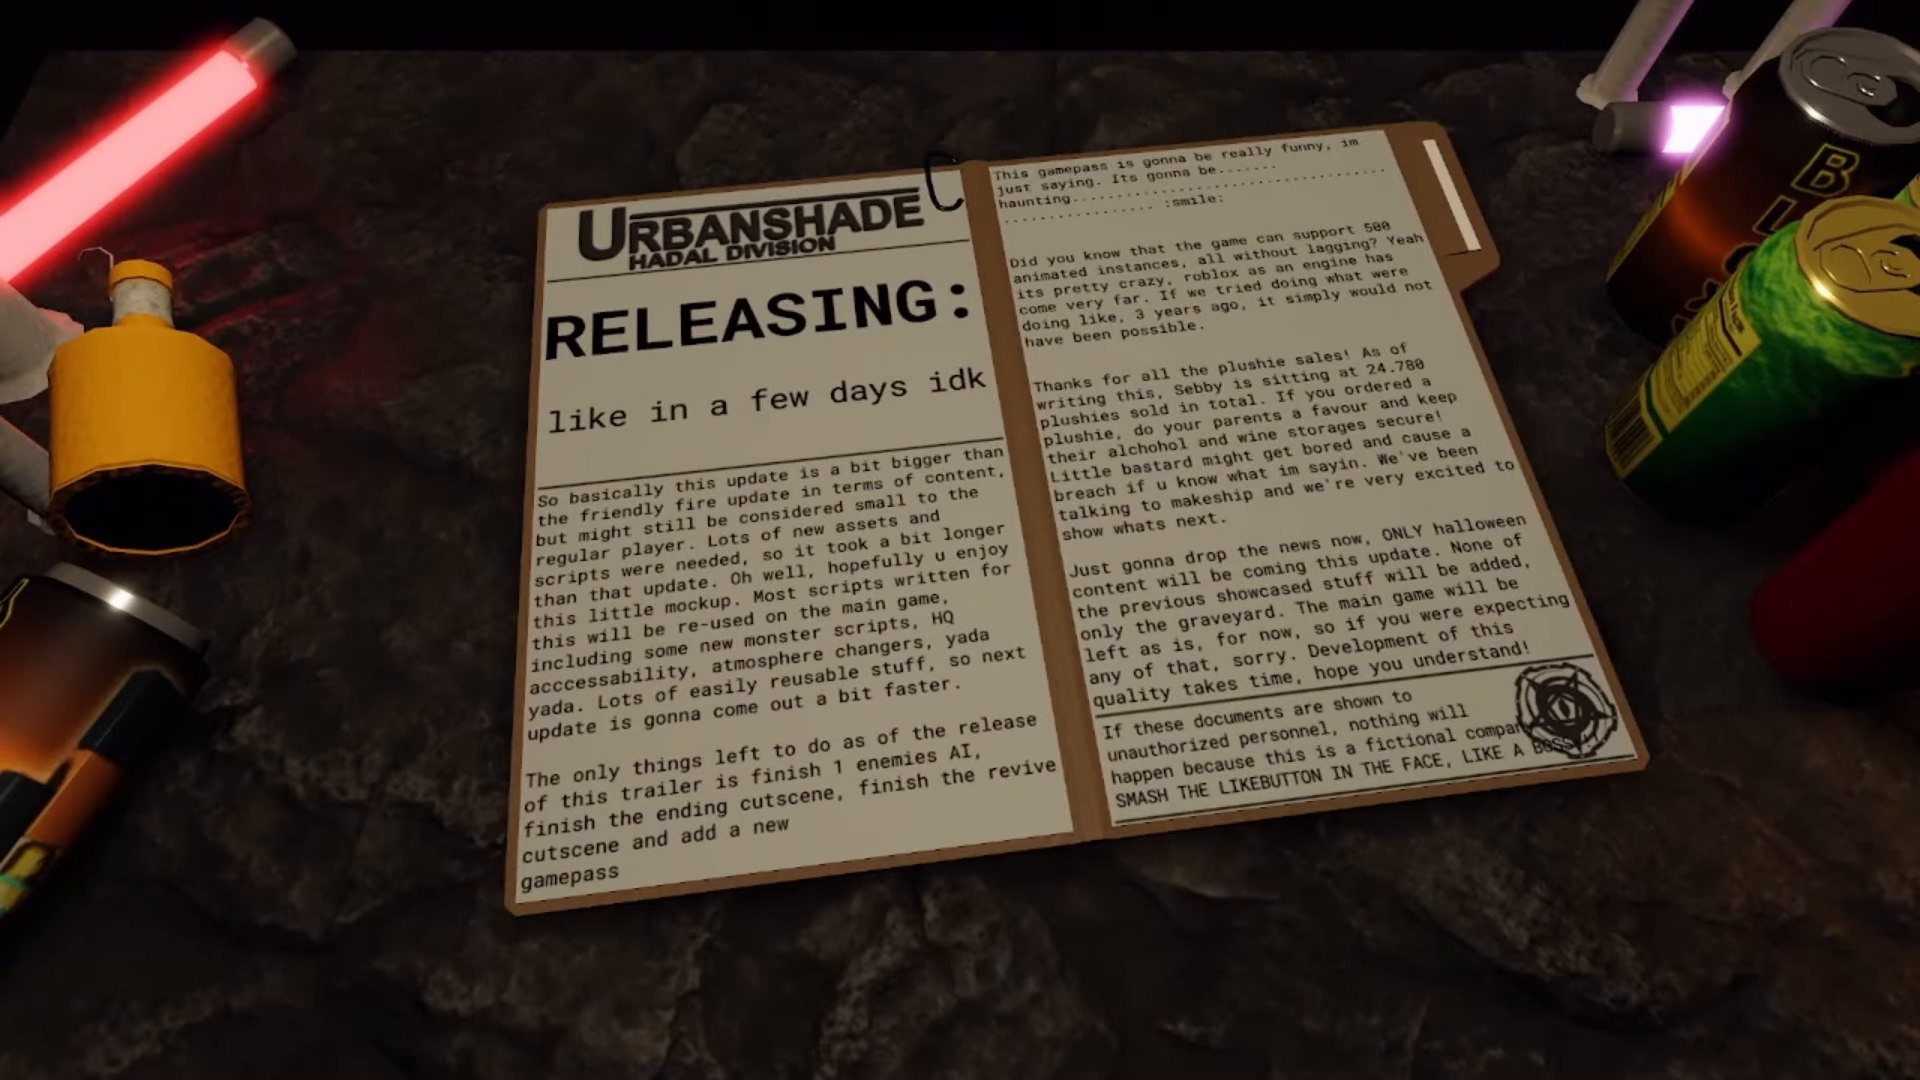 URBANSHADE
HADAL DIVISION
RELEASING:
like in a few days idk
So basically this update is a bit bigger than
the friendly fire update in terms of content,
but might still be considered small to the
regular player. Lots of new assets and
scripts were needed, so it took a bit longer
than that update. Oh well, hopefully u enjoy
this little mockup. Most scripts written for
this will be re-used on the main game,
including some new monster scripts, HQ
acccessability, atmosphere changers, yada
yada. Lots of easily reusable stuff, so next
update is gonna come out a bit faster.
The only things left to do as of the release
of this trailer is finish 1 enemies AI,
finish the ending cutscene, finish the revive
cutscene and add a new
gamepass
This gamepass is gonna be really funny, im
just saying. Its gonna be.......
haunting................................
................ :smile:
Did you know that the game can support 500
animated instances, all without lagging? Yeah
its pretty crazy, roblox as an engine has
come very far. If we tried doing what were
doing like, 3 years ago, it simply would not
have been possible.
Thanks for all the plushie sales! As of
writing this, Sebby is sitting at 24.780
plushies sold in total. If you ordered a
plushie, do your parents a favour and keep
their alchohol and wine storages secure!
Little bastard might get bored and cause a
breach if u know what im sayin. We've been
talking to makeship and we're very excited to
show whats next.
Just gonna drop the news now, ONLY halloween
content will be coming this update. None of
the previous showcased stuff will be added,
only the graveyard. The main game will be
left as is, for now, so if you were expecting
any of that, sorry. Development of this
quality takes time, hope you understand!
If these documents are shown to
unauthorized personnel, nothing will
happen because this is a fictional company
SMASH THE LIKEBUTTON IN THE FACE, LIKE A BOSS